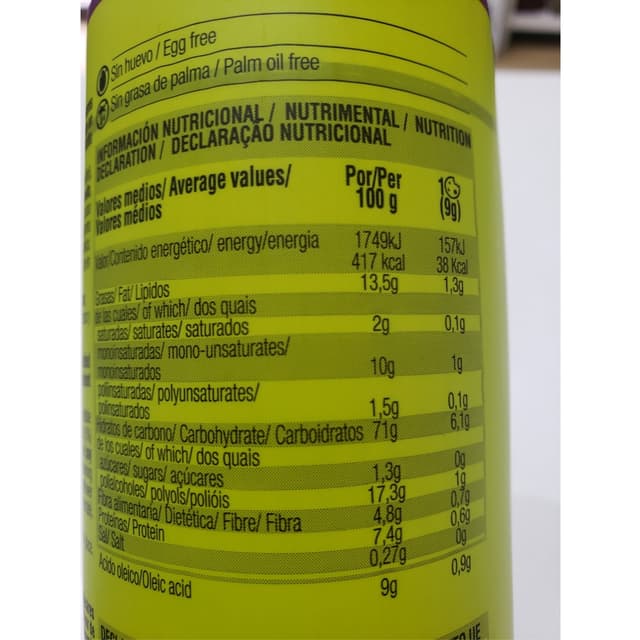 Sin huevo / Egg free
Sin grasa de palma / Palm oil free
INFORMACIÓN NUTRICIONAL / NUTRIMENTAL / NUTRITION
DECLARATION / DECLARAÇÃO NUTRICIONAL
Valores medios/ Average values/
Valores médios
Por/Per
100 g
1
(9g)
Valor/Contenido energético/ energy/energia 1749kJ 157kJ
417 kcal 38 Kcal
Grasas/ Fat/ Lípidos 13,5g 1,3g
de las cuales/ of which/ dos quais
saturadas/ saturates/ saturados 2g 0,1g
monoinsaturadas/ mono-unsaturates/
monoinsaturados 10g 1g
poliinsaturadas/ polyunsaturates/
polinsaturados 1,5g 0,1g
Hidratos de carbono/ Carbohydrate/ Carboidratos 71g 6,1g
de los cuales/ of which/ dos quais
azúcares/ sugars/ açúcares 1,3g 0g
polialcoholes/ polyols/polióis 17,3g 1g
Fibra alimentaria/ Dietética/ Fibre/ Fibra 4,8g 0,7g
Proteínas/ Protein 7,4g 0,6g
Sal/ Salt 0,27g 0g
Ácido oleico/Oleic acid 9g 0,9g